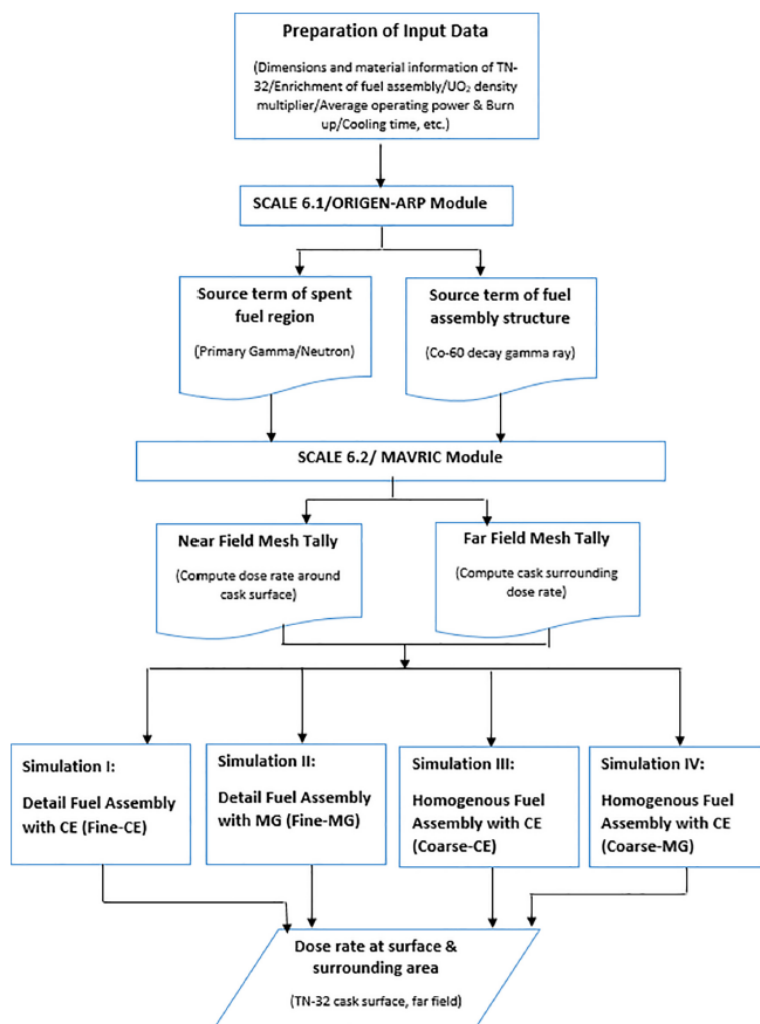 Preparation of Input Data
(Dimensions and material information of TN-
32/Enrichment of fuel assembly/UO₂ density
multiplier/Average operating power & Burn
up/Cooling time, etc.)
SCALE 6.1/ORIGEN-ARP Module
Source term of spent
fuel region
(Primary Gamma/Neutron)
Source term of fuel
assembly structure
(Co-60 decay gamma ray)
SCALE 6.2/ MAVRIC Module
Near Field Mesh Tally
(Compute dose rate around
cask surface)
Far Field Mesh Tally
(Compute cask surrounding
dose rate)
Simulation I:
Detail Fuel Assembly
with CE (Fine-CE)
Simulation II:
Detail Fuel Assembly
with MG (Fine-MG)
Simulation III:
Homogenous Fuel
Assembly with CE
(Coarse-CE)
Simulation IV:
Homogenous Fuel
Assembly with CE
(Coarse-MG)
Dose rate at surface &
surrounding area
(TN-32 cask surface, far field)